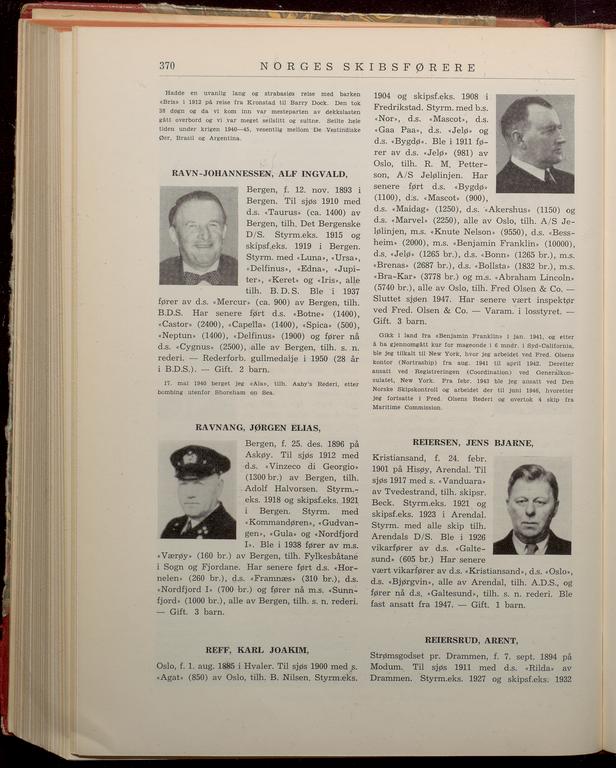 370
NORGES SKIBSFØRERE
Hadde en uvanlig lang og strabasiøs reise med barken
«Bris» i 1912 på reise fra Kronstad til Barry Dock. Den tok
38 døgn og da vi kom inn var mesteparten av dekkslasten
gått overbord og vi var meget seilslitt og sultne. Seilte hele
tiden under krigen 1940—45, vesentlig mellom De Vestindiske
Øer, Brasil og Argentina.
RAVN-JOHANNESSEN, ALF INGVALD,
Bergen, f. 12. nov. 1893 i
Bergen. Til sjøs 1910 med
d.s. «Taurus» (ca. 1400) av
Bergen, tilh. Det Bergenske
D/S. Styrm.eks. 1915 og
skipsf.eks. 1919 i Bergen.
Styrm. med «Luna», «Ursa»,
«Delfinus», «Edna», «Jupi-
ter», «Keret» og «Iris», alle
tilh. B.D.S. Ble i 1937
fører av d.s. «Mercur» (ca. 900) av Bergen, tilh.
B.D.S. Har senere ført d.s. «Botne» (1400),
«Castor» (2400), «Capella» (1400), «Spica» (500),
«Neptun» (1400), «Delfinus» (1900) og fører nå
d.s. «Cygnus» (2500), alle av Bergen, tilh. s. n.
rederi. — Rederforb. gullmedalje i 1950 (28 år
i B.D.S.). — Gift. 2 barn.
17. mai 1940 berget jeg «Ala», tilh. Aaby's Rederi, etter
bombing utenfor Shoreham on Sea.
RAVNANG, JØRGEN ELIAS,
Bergen, f. 25. des. 1896 på
Askøy. Til sjøs 1912 med
d.s. «Vinzeco di Georgio»
(1300 br.) av Bergen, tilh.
Adolf Halvorsen. Styrm.-
eks. 1918 og skipsf.eks. 1921
i Bergen. Styrm. med
«Kommandøren», «Gudvan-
gen», «Gula» og «Nordfjord
I». Ble i 1938 fører av m.s.
«Værøy» (160 br.) av Bergen, tilh. Fylkesbåtane
i Sogn og Fjordane. Har senere ført d.s. «Hor-
nelen» (260 br.), d.s. «Framnæs» (310 br.), d.s.
«Nordfjord I» (700 br.) og fører nå m.s. «Sunn-
fjord» (1000 br.), alle av Bergen, tilh. s. n. rederi.
— Gift. 3 barn.
REFF, KARL JOAKIM,
Oslo, f. 1. aug. 1885 i Hvaler. Til sjøs 1900 med s.
«Agat» (850) av Oslo, tilh. B. Nilsen. Styrm.eks.
1904 og skipsf.eks. 1908 i
Fredrikstad. Styrm. med b.s.
«Nor», d.s. «Mascot», d.s.
«Gaa Paa», d.s. «Jelø» og
d.s. «Bygdø». Ble i 1911 fø-
rer av d.s. «Jelø» (981) av
Oslo, tilh. R. M. Petter-
son, A/S Jelølinjen. Har
senere ført d.s. «Bygdø»
(1100), d.s. «Mascot» (900),
d.s. «Maidag» (1250), d.s. «Akershus» (1150) og
d.s. «Marvel» (2250), alle av Oslo, tilh. A/S Je-
lølinjen, m.s. «Knute Nelson» (9550), d.s. «Bess-
heim» (2000), m.s. «Benjamin Franklin» (10000),
d.s. «Jelø» (1265 br.), d.s. «Bonn» (1265 br.), m.s.
«Brenas» (2687 br.), d.s. «Bollsta» (1832 br.), m.s.
«Bra-Kar» (3778 br.) og m.s. «Abraham Lincoln»
(5740 br.), alle av Oslo, tilh. Fred Olsen & Co. —
Sluttet sjøen 1947. Har senere vært inspektør
ved Fred. Olsen & Co. — Varam. i losstyret. —
Gift. 3 barn.
Gikk i land fra «Benjamin Franklin» i jan. 1941, og etter
å ha gjennomgått kur for mageonde i 6 mndr. i Syd-California,
ble jeg tilkalt til New York, hvor jeg arbeidet ved Fred. Olsens
kontor (Nortraship) fra aug. 1941 til april 1942. Deretter
ansatt ved Registreringen (Coordination) ved Generalkon-
sulatet, New York. Fra febr. 1943 ble jeg ansatt ved Den
Norske Skipskontroll og arbeidet der til juni 1946, hvoretter
jeg fortsatte i Fred. Olsens Rederi og overtok 4 skip fra
Maritime Commission.
REIERSEN, JENS BJARNE,
Kristiansand, f. 24. febr.
1901 på Hisøy, Arendal. Til
sjøs 1917 med s. «Vanduara»
av Tvedestrand, tilh. skipsr.
Beck. Styrm.eks. 1921 og
skipsf.eks. 1923 i Arendal.
Styrm. med alle skip tilh.
Arendals D/S. Ble i 1926
vikarfører av d.s. «Galte-
sund» (605 br.) Har senere
vært vikarfører av d.s. «Kristiansand», d.s. «Oslo»,
d.s. «Bjørgvin», alle av Arendal, tilh. A.D.S., og
fører nå d.s. «Galtesund», tilh. s. n. rederi. Ble
fast ansatt fra 1947. — Gift. 1 barn.
REIERSRUD, ARENT,
Strømsgodset pr. Drammen, f. 7. sept. 1894 på
Modum. Til sjøs 1911 med d.s. «Rilda» av
Drammen. Styrm.eks. 1927 og skipsf.eks. 1932